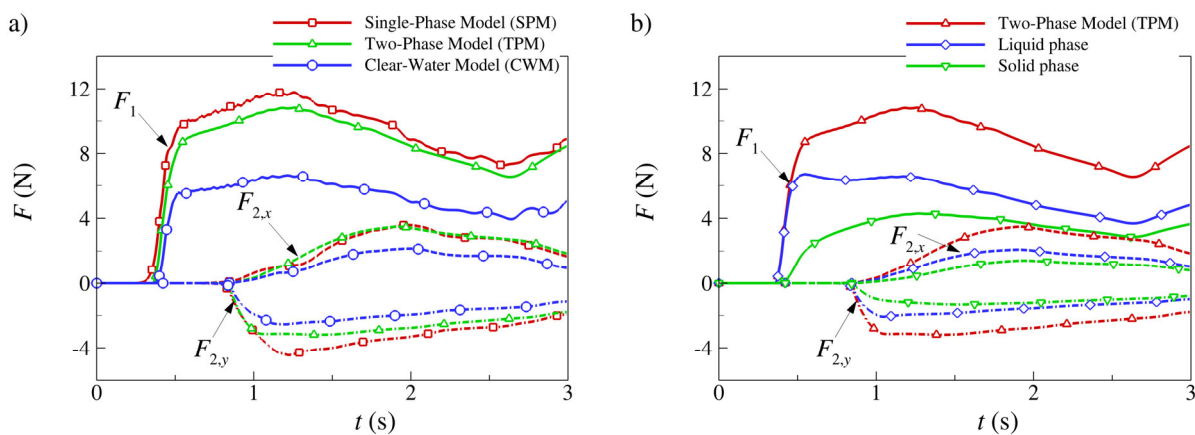 a)
Single-Phase Model (SPM)
Two-Phase Model (TPM)
Clear-Water Model (CWM)
F (N)
12
8
4
0
-4
F1
F2,x
F2,y
0
1
2
3
t (s)
b)
Two-Phase Model (TPM)
Liquid phase
Solid phase
F (N)
12
8
4
0
-4
F1
F2,x
F2,y
0
1
2
3
t (s)